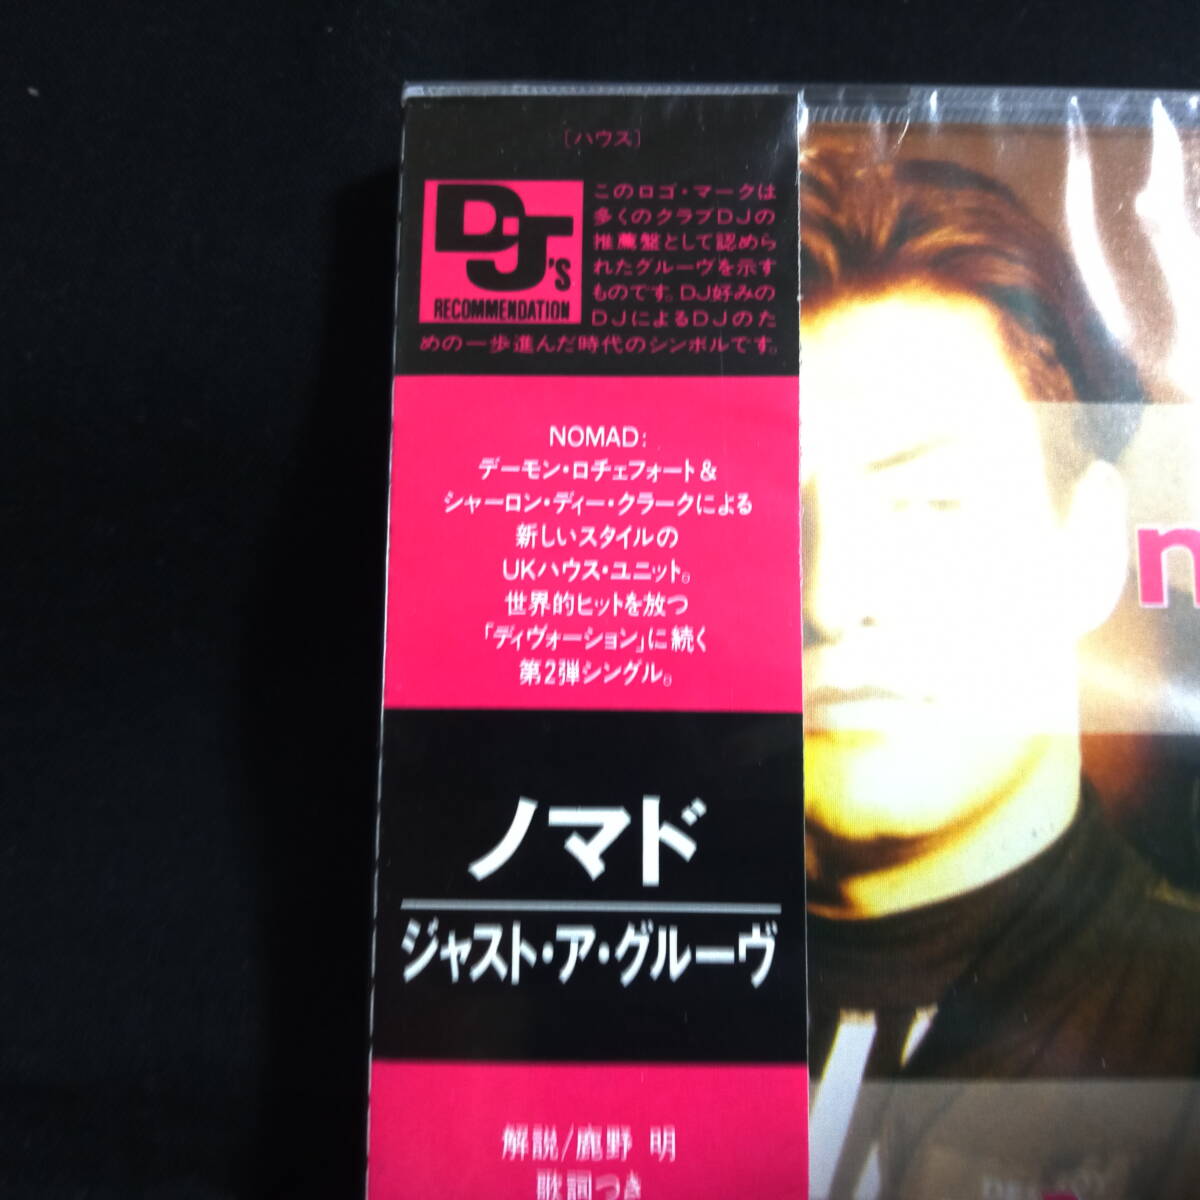 ［ハウス］
DJ'S
RECOMMENDATION
このロゴ・マークは
多くのクラブDJの
推薦盤として認めら
れたグルーヴを示す
ものです。DJ好みの
DJによるDJのた
めの一歩進んだ時代のシンボルです。
NOMAD:
デーモン・ロチェフォート&
シャーロン・ディー・クラークによる
新しいスタイルの
UKハウス・ユニット。
世界的ヒットを放つ
「ディヴォーション」に続く
第2弾シングル。
ノマド
ジャスト・ア・グルーヴ
n
解説/鹿野 明
歌詞つき